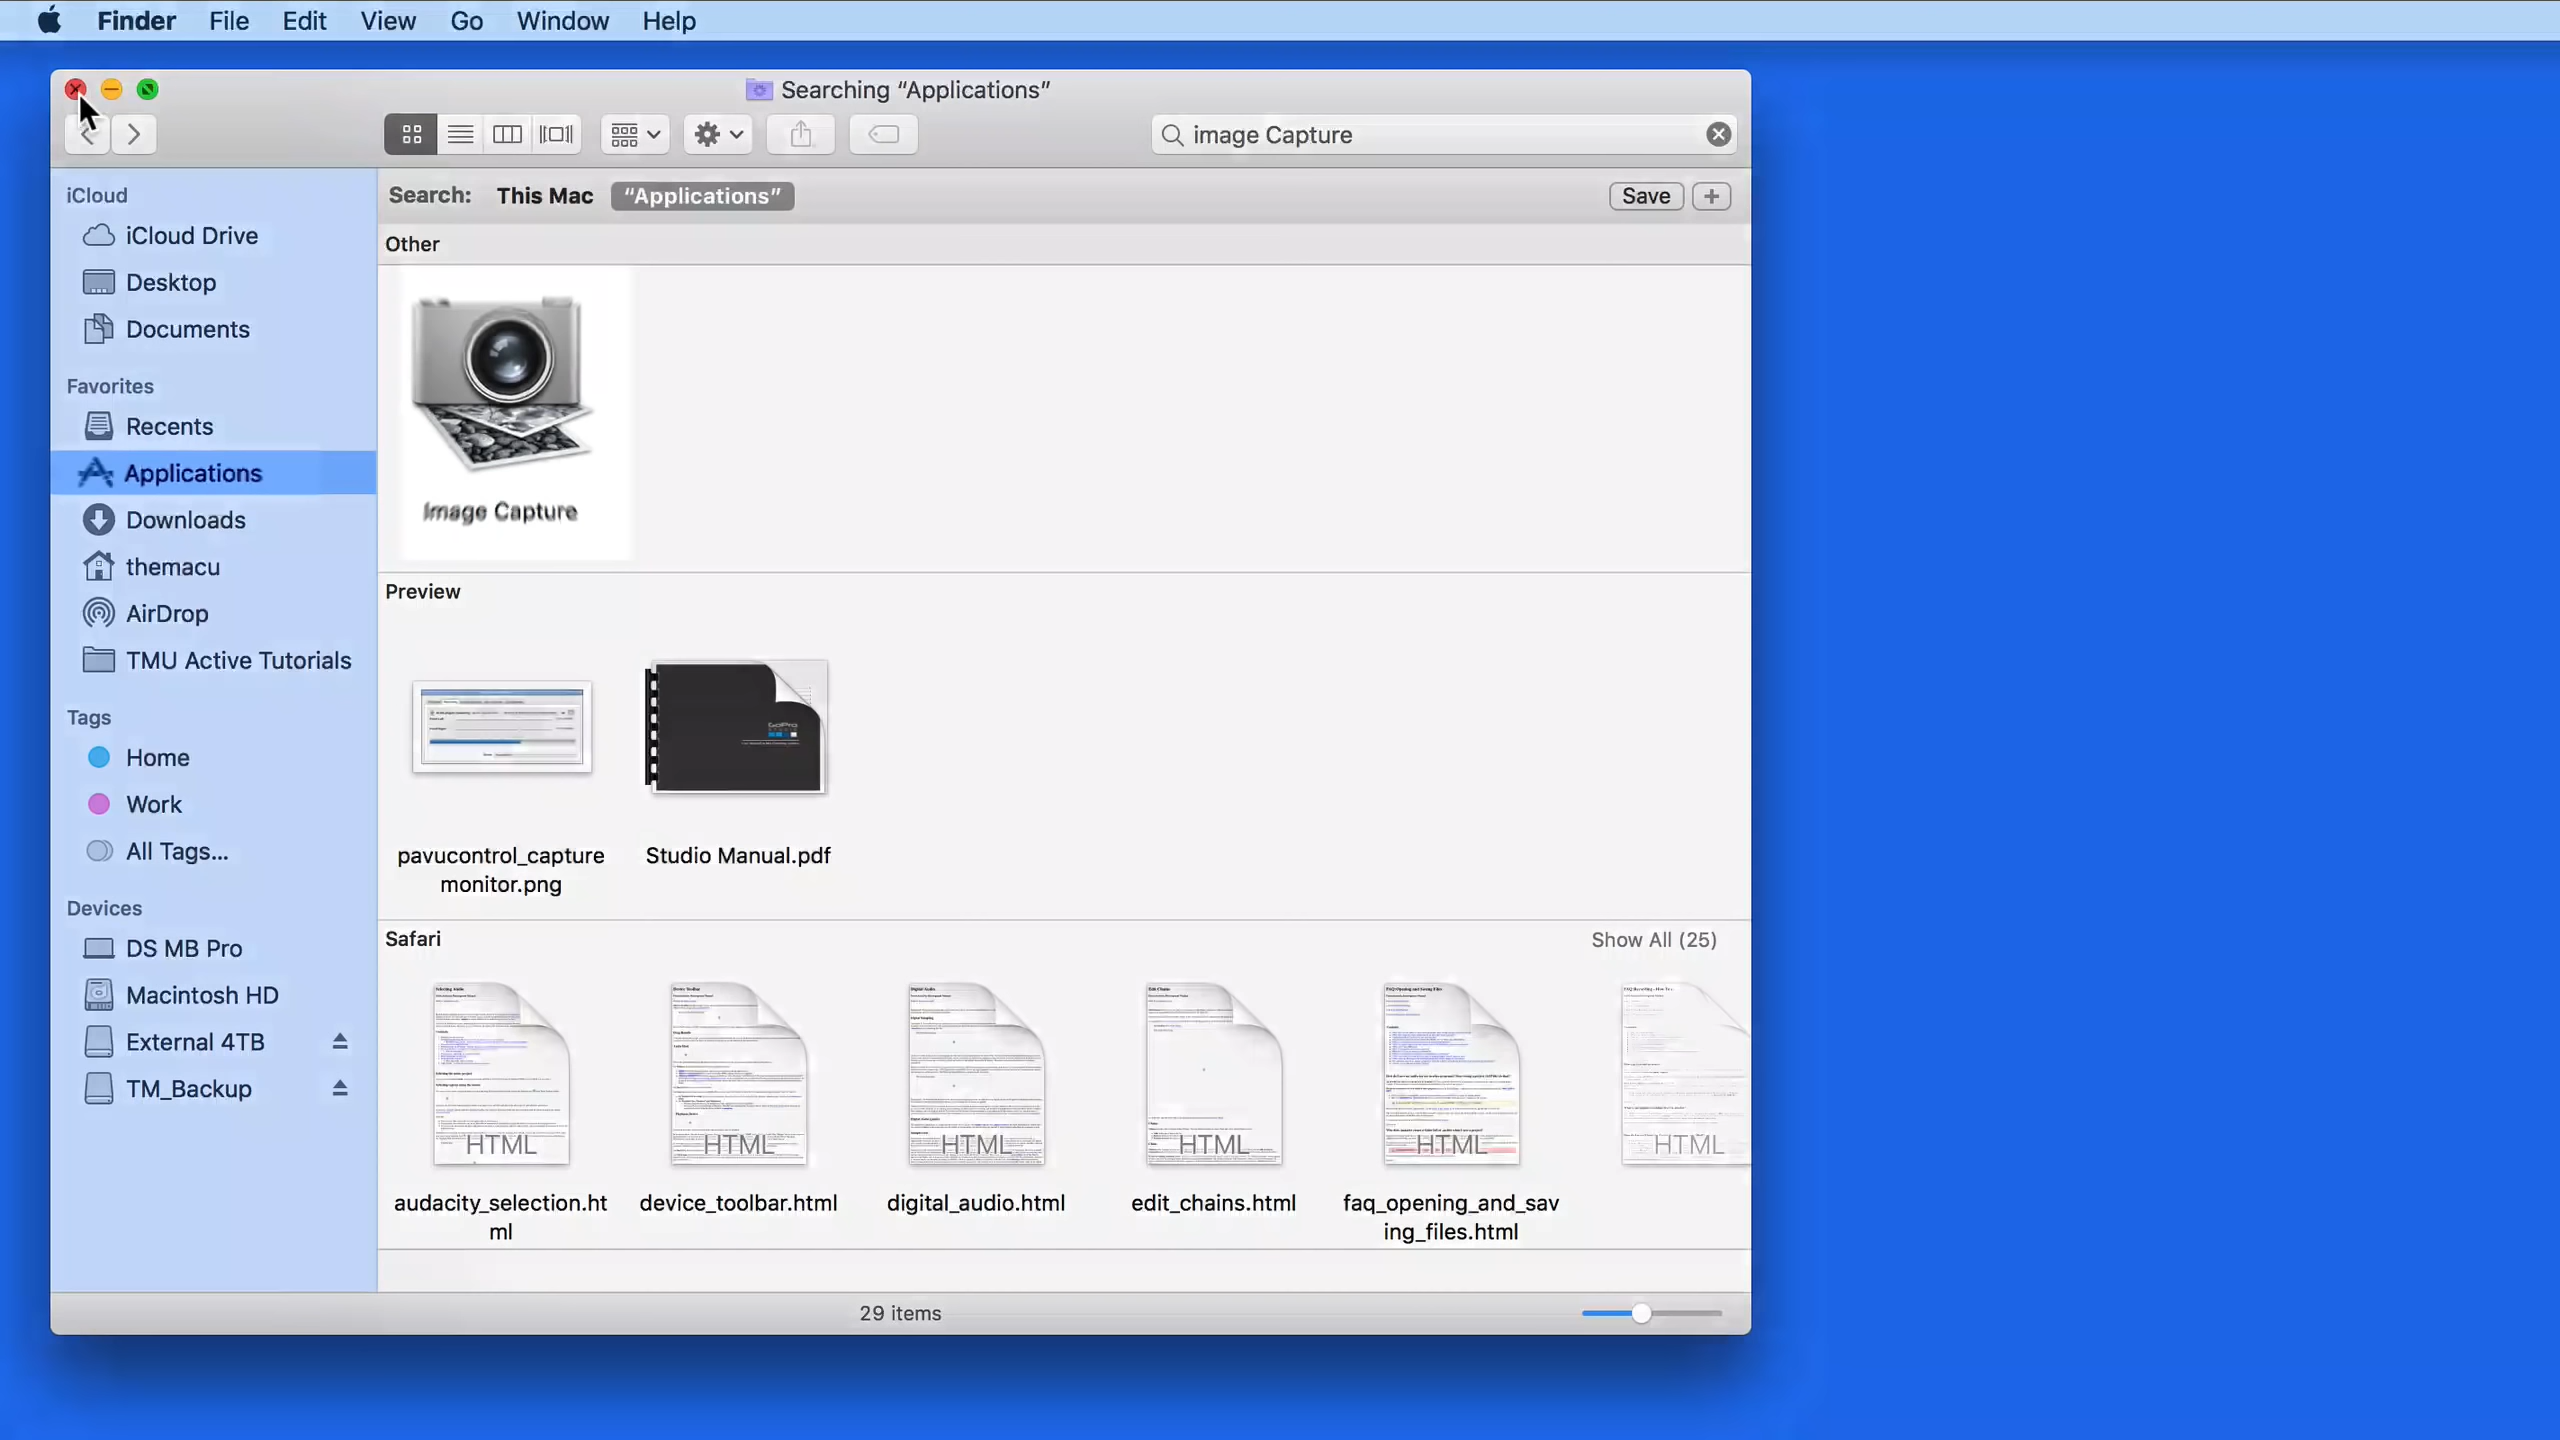 Finder File Edit View Go Window Help
Searching “Applications”
image Capture
iCloud
iCloud Drive
Desktop
Documents
Favorites
Recents
Applications
Downloads
themacu
AirDrop
TMU Active Tutorials
Tags
Home
Work
All Tags...
Devices
DS MB Pro
Macintosh HD
External 4TB
TM_Backup
Search: This Mac “Applications” Save +
Other
Image Capture
Preview
GoPro
pavucontrol_capture
monitor.png
Studio Manual.pdf
Safari Show All (25)
HTML HTML HTML HTML HTML HTML
audacity_selection.ht
ml
device_toolbar.html
digital_audio.html
edit_chains.html
faq_opening_and_sav
ing_files.html
29 items